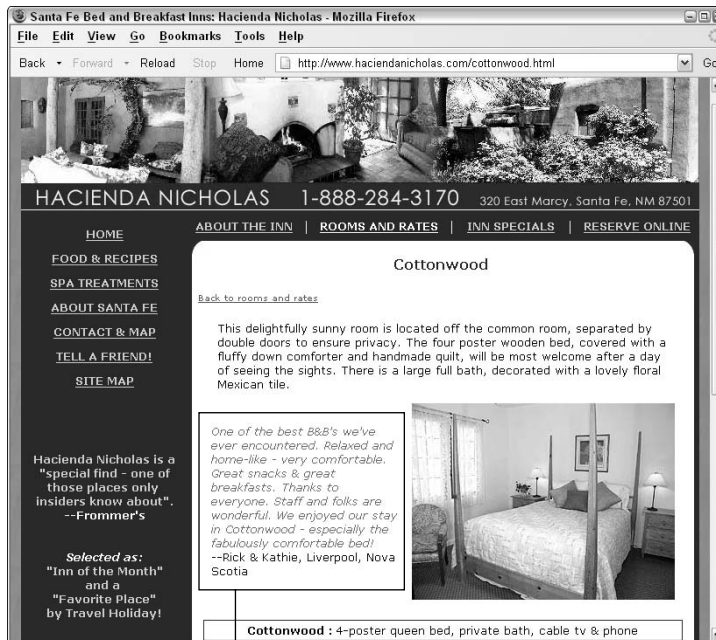 Santa Fe Bed and Breakfast Inns: Hacienda Nicholas - Mozilla Firefox
File Edit View Go Bookmarks Tools Help
Back Forward Reload Stop Home http://www.haciendanicholas.com/cottonwood.html Go
HACIENDA NICHOLAS 1-888-284-3170 320 East Marcy, Santa Fe, NM 87501
ABOUT THE INN | ROOMS AND RATES | INN SPECIALS | RESERVE ONLINE
HOME
FOOD & RECIPES
SPA TREATMENTS
ABOUT SANTA FE
CONTACT & MAP
TELL A FRIEND!
SITE MAP
Hacienda Nicholas is a
"special find - one of
those places only
insiders know about".
--Frommer's
Selected as:
"Inn of the Month"
and a
"Favorite Place"
by Travel Holiday!
Cottonwood
Back to rooms and rates
This delightfully sunny room is located off the common room, separated by
double doors to ensure privacy. The four poster wooden bed, covered with a
fluffy down comforter and handmade quilt, will be most welcome after a day
of seeing the sights. There is a large full bath, decorated with a lovely floral
Mexican tile.
One of the best B&B's we've
ever encountered. Relaxed and
home-like - very comfortable.
Great snacks & great
breakfasts. Thanks to
everyone. Staff and folks are
wonderful. We enjoyed our stay
in Cottonwood - especially the
fabulously comfortable bed!
--Rick & Kathie, Liverpool, Nova
Scotia
Cottonwood : 4-poster queen bed, private bath, cable tv & phone